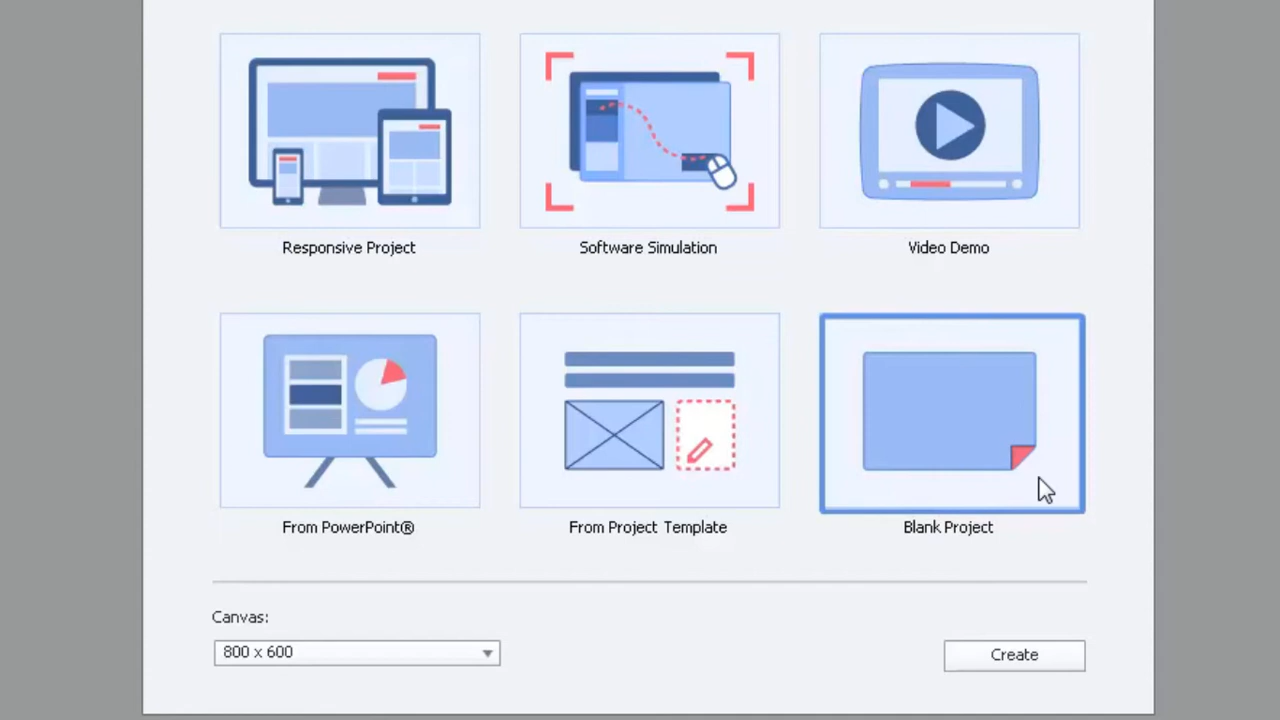 Responsive Project
Software Simulation
Video Demo
From PowerPoint®
From Project Template
Blank Project
Canvas:
800 x 600
Create